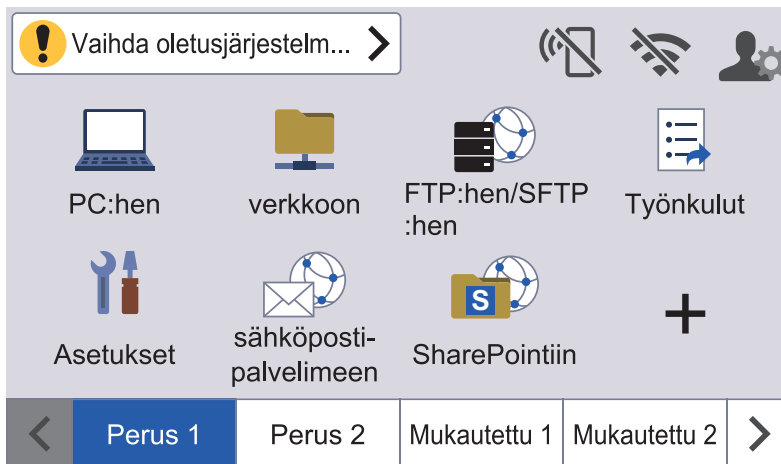 Vaihda oletusjärjestelm...
PC:hen
verkkoon
FTP:hen/SFTP
:hen
Työnkulut
Asetukset
sähköposti-
palvelimeen
S
SharePointiin
Perus 1
Perus 2
Mukautettu 1
Mukautettu 2